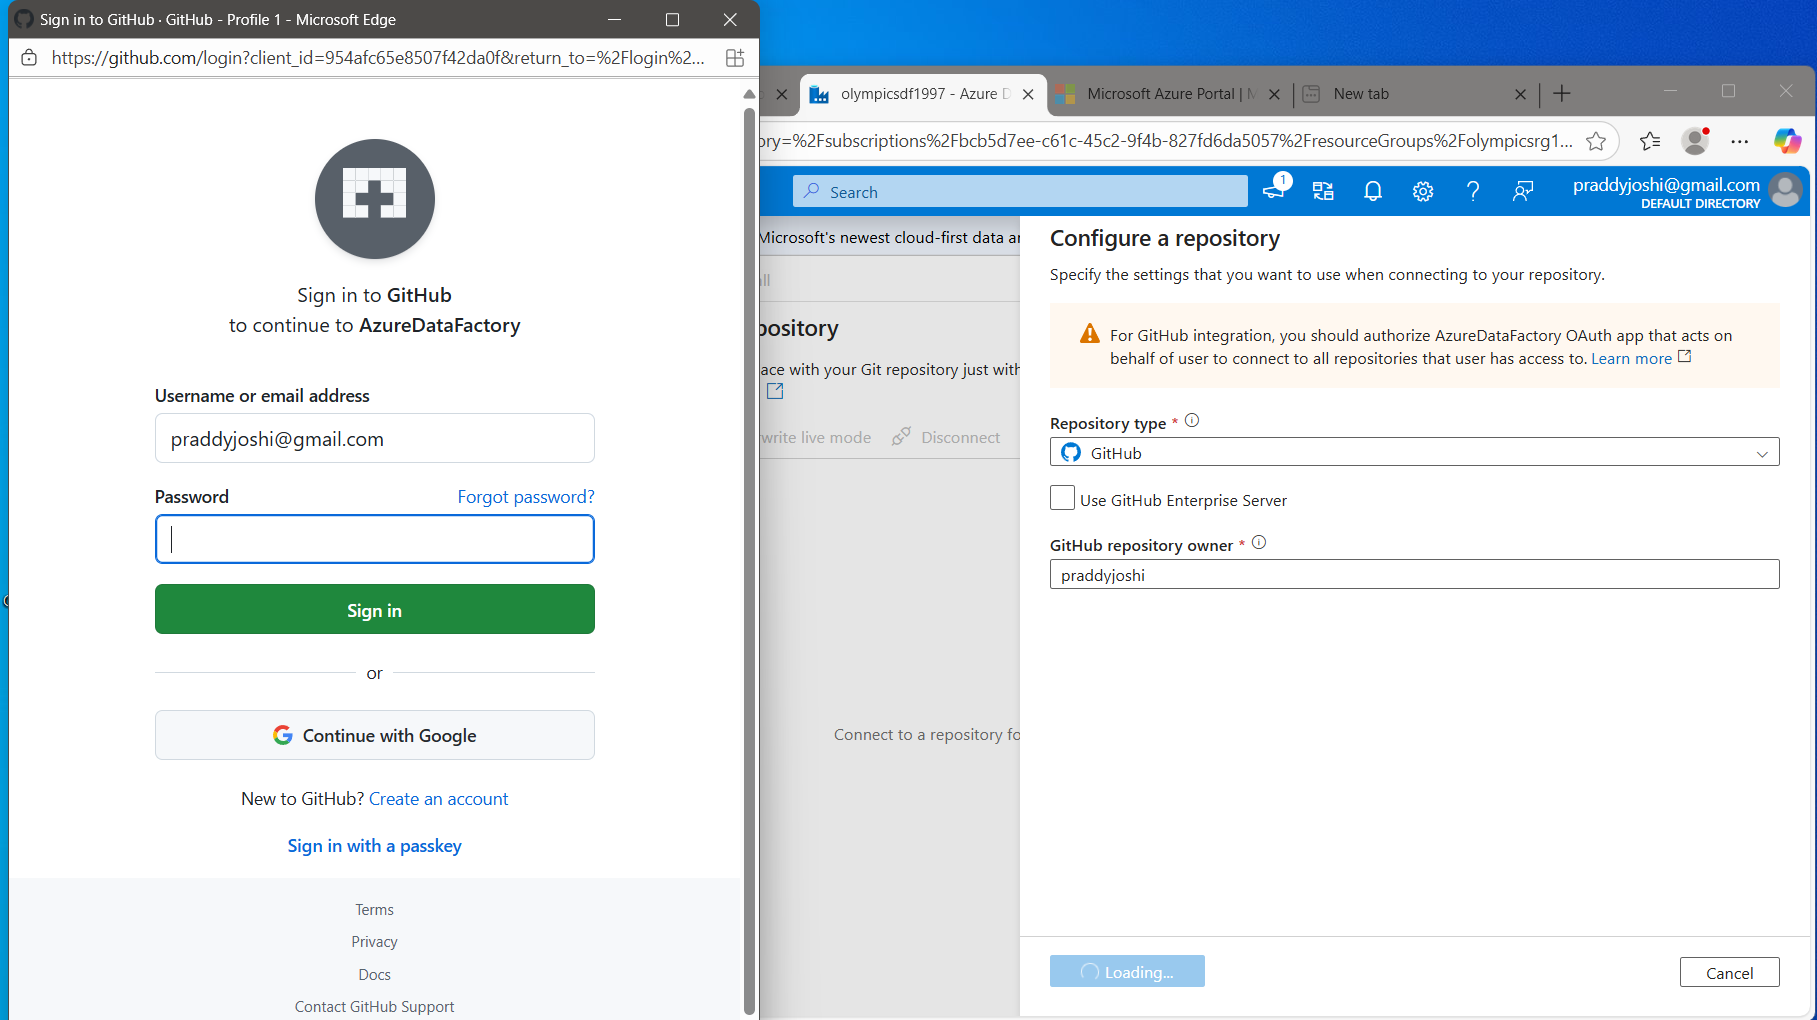 Sign in to GitHub · GitHub - Profile 1 - Microsoft Edge
https://github.com/login?client_id=954afc65e8507f42da0f&return_to=%2Flogin%2...
Sign in to GitHub
to continue to AzureDataFactory
Username or email address
praddyjoshi@gmail.com
Password
Forgot password?
Sign in
or
Continue with Google
New to GitHub? Create an account
Sign in with a passkey
Terms
Privacy
Docs
Contact GitHub Support
olympicsdf1997 - Azure D
Microsoft Azure Portal | M
New tab
ory=%2Fsubscriptions%2Fbcb5d7ee-c61c-45c2-9f4b-827fd6da5057%2FresourceGroups%2Folympicsrg1...
Search
1
praddyjoshi@gmail.com
DEFAULT DIRECTORY
Microsoft's newest cloud-first data an
all
pository
ace with your Git repository just with
write live mode
Disconnect
Connect to a repository fo
Configure a repository
Specify the settings that you want to use when connecting to your repository.
For GitHub integration, you should authorize AzureDataFactory OAuth app that acts on
behalf of user to connect to all repositories that user has access to. Learn more
Repository type *
GitHub
Use GitHub Enterprise Server
GitHub repository owner *
praddyjoshi
Loading...
Cancel